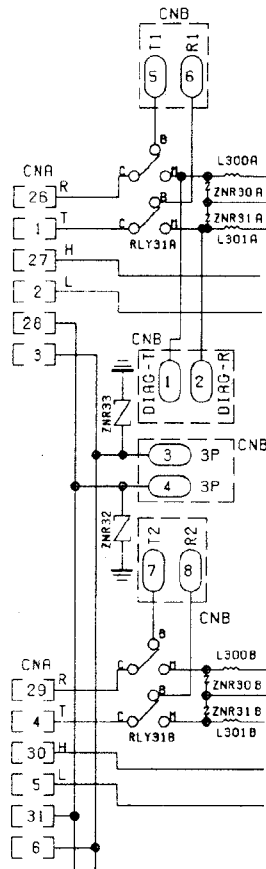 CNB
T1 R1
5 6
B
L300A
CNA
C M
ZNR30A
26 R
B
ZNR31A
1 T
C M
L301A
RLY31A
27 H
2 L
28
CNB
3
DIAG-T 1 2 DIAG-R
ZNR33
CNB
3 3P
4 3P
ZNR32
T2 R2
7 8
CNB
B
L300B
CNA
C M
ZNR30B
29 R
B
ZNR31B
4 T
C M
L301B
RLY31B
30 H
5 L
31
6